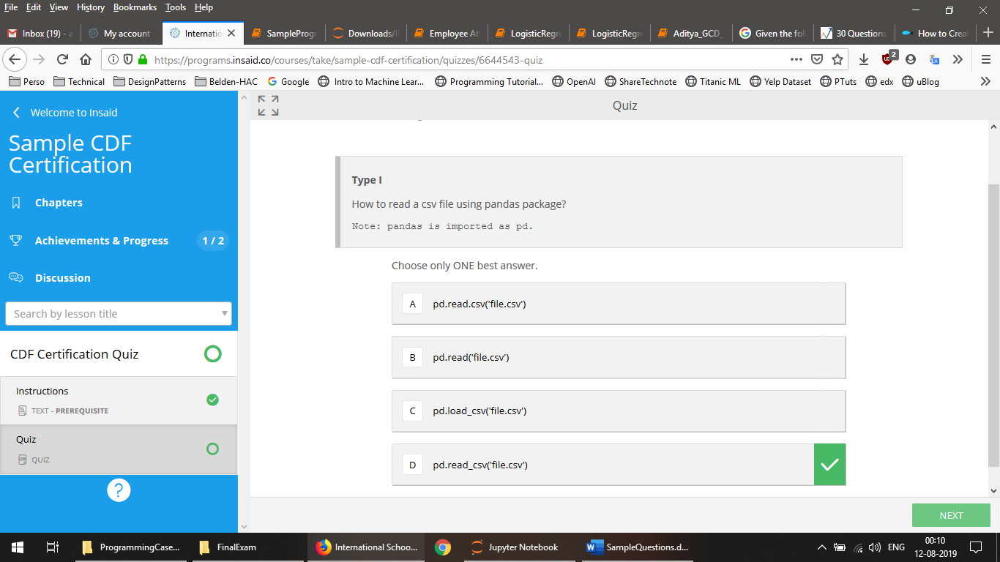 File Edit View History Bookmarks Tools Help
Inbox (19) - a
My account
Internatio
SampleProgr
Downloads/I
Employee At
LogisticRegre
LogisticRegre
Aditya_GCD_
Given the foll
30 Questions
How to Creat
https://programs.insaid.co/courses/take/sample-cdf-certification/quizzes/6644543-quiz
2
Perso Technical DesignPatterns Belden-HAC Google Intro to Machine Lear... Programming Tutorial... OpenAI ShareTechnote Titanic ML Yelp Dataset PTuts edx uBlog
Welcome to Insaid
Sample CDF
Certification
Chapters
Achievements & Progress 1 / 2
Discussion
Search by lesson title
CDF Certification Quiz
Instructions
TEXT - PREREQUISITE
Quiz
QUIZ
?
Quiz
Type I
How to read a csv file using pandas package?
Note: pandas is imported as pd.
Choose only ONE best answer.
A pd.read.csv('file.csv')
B pd.read('file.csv')
C pd.load_csv('file.csv')
D pd.read_csv('file.csv')
NEXT
ProgrammingCase... FinalExam International Schoo... Jupyter Notebook SampleQuestions.d... ENG
00:10
12-08-2019